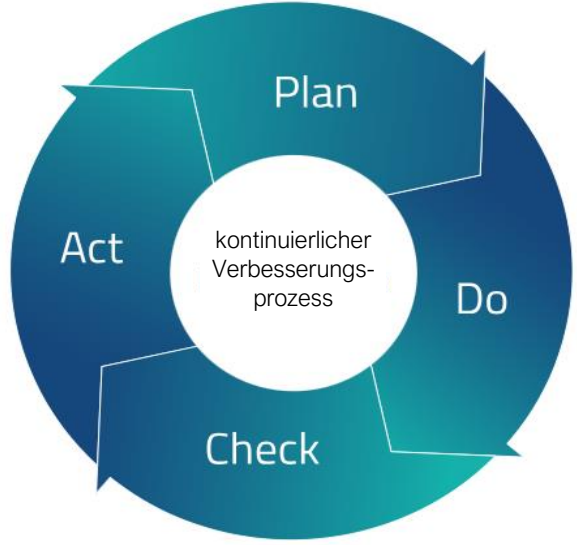 Plan
Do
Check
Act
kontinuierlicher
Verbesserungs-
prozess